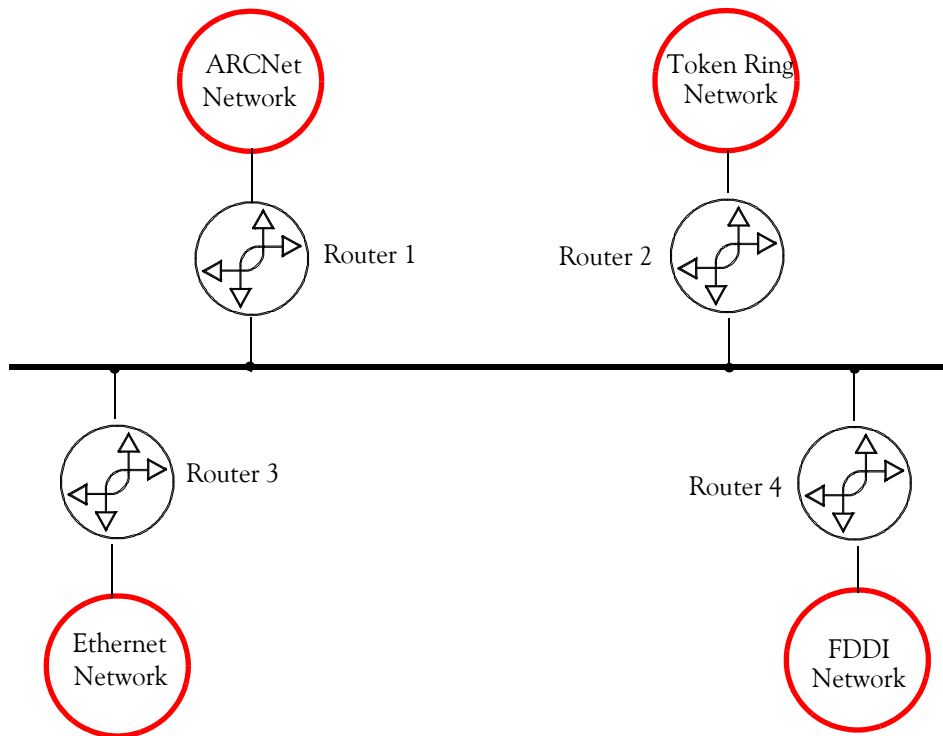 ARCNet
Network
Token Ring
Network
Router 1
Router 2
Router 3
Router 4
Ethernet
Network
FDDI
Network